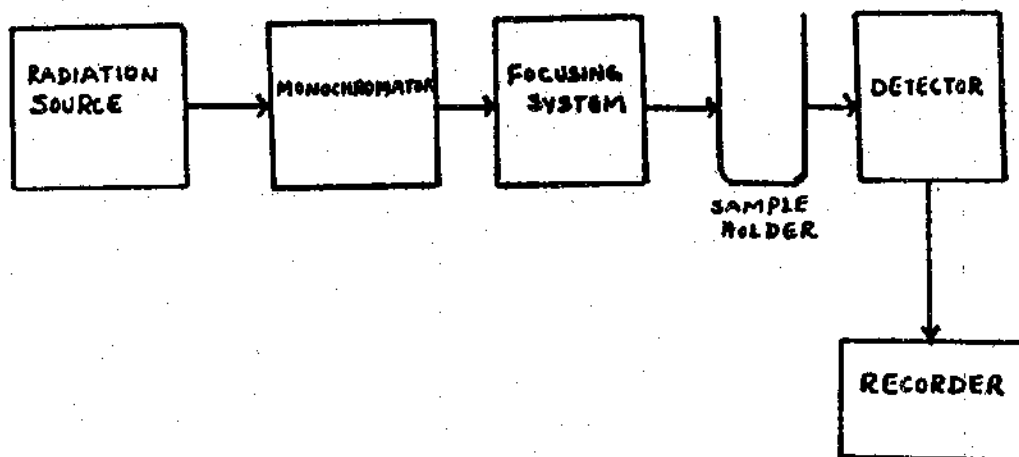 RADIATION
SOURCE
MONOCHROMATOR
FOCUSING
SYSTEM
DETECTOR
SAMPLE
HOLDER
RECORDER